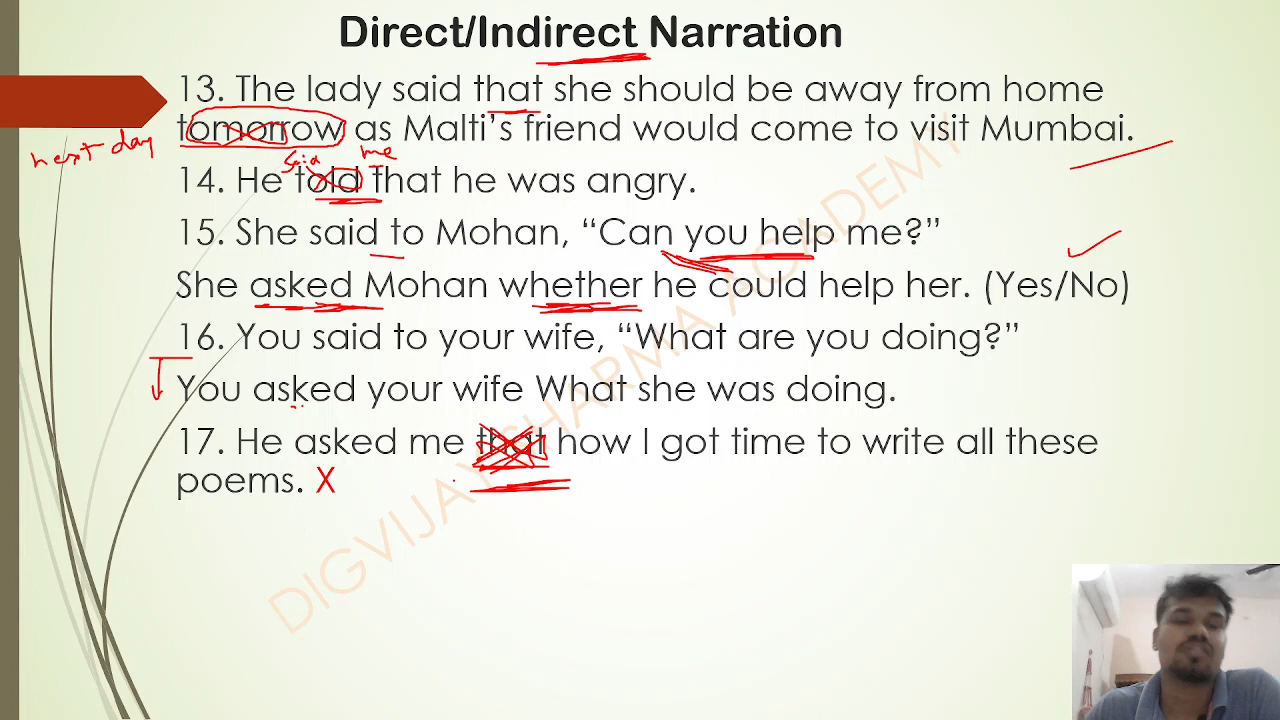 Direct/Indirect Narration
13. The lady said that she should be away from home
tomorrow as Malti's friend would come to visit Mumbai.
next day
said me
14. He told that he was angry.
15. She said to Mohan, “Can you help me?”
She asked Mohan whether he could help her. (Yes/No)
16. You said to your wife, “What are you doing?”
You asked your wife What she was doing.
17. He asked me that how I got time to write all these
poems. X
DIGVIJAY SHARMA ACADEMY